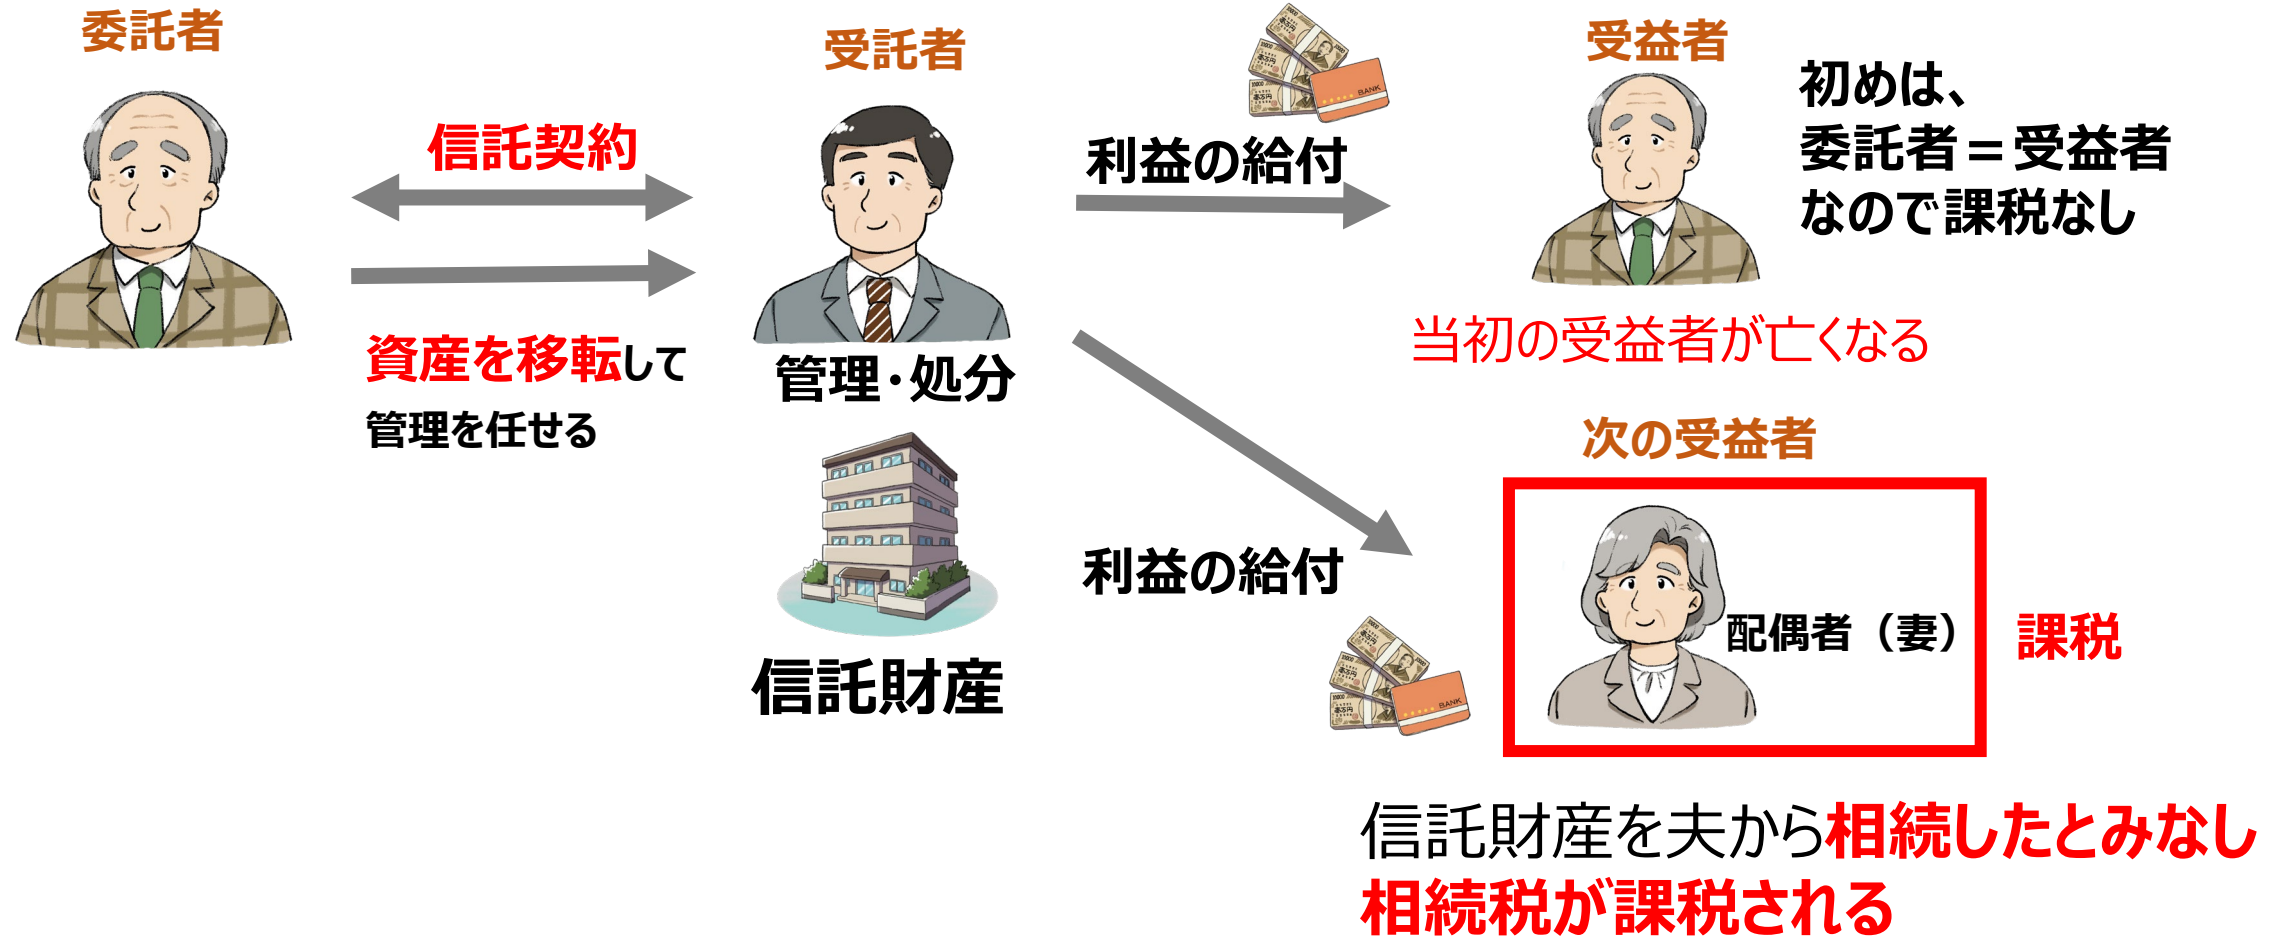 委託者
信託契約
資産を移転して
管理を任せる
受託者
管理・処分
信託財産
利益の給付
BANK
受益者
初めは、
委託者＝受益者
なので課税なし
当初の受益者が亡くなる
次の受益者
利益の給付
BANK
配偶者（妻）
課税
信託財産を夫から相続したとみなし
相続税が課税される